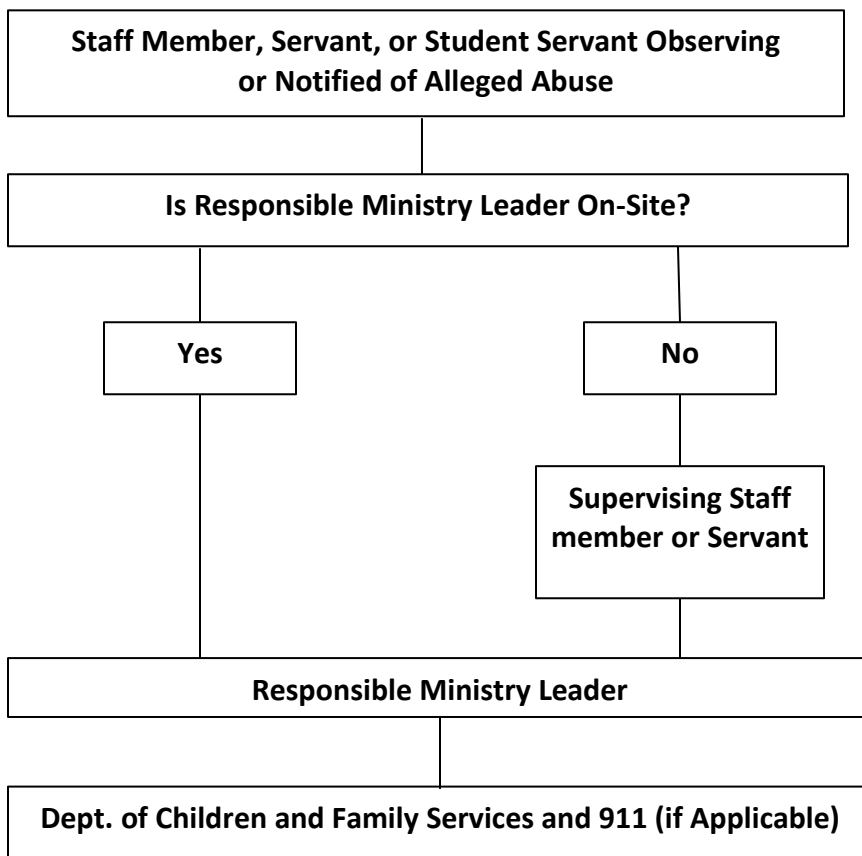 Staff Member, Servant, or Student Servant Observing
or Notified of Alleged Abuse
Is Responsible Ministry Leader On-Site?
Yes
No
Supervising Staff
member or Servant
Responsible Ministry Leader
Dept. of Children and Family Services and 911 (if Applicable)